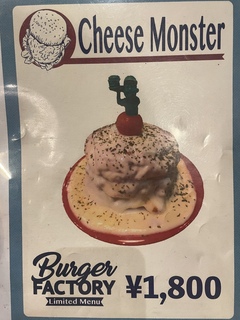 Cheese Monster
Burger
FACTORY
Limited Menu
¥1,800